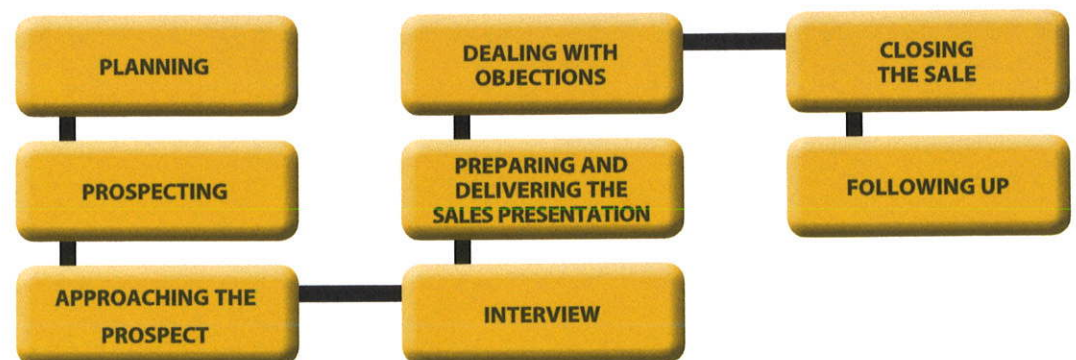 PLANNING
PROSPECTING
APPROACHING THE
PROSPECT
INTERVIEW
PREPARING AND
DELIVERING THE
SALES PRESENTATION
DEALING WITH
OBJECTIONS
CLOSING
THE SALE
FOLLOWING UP